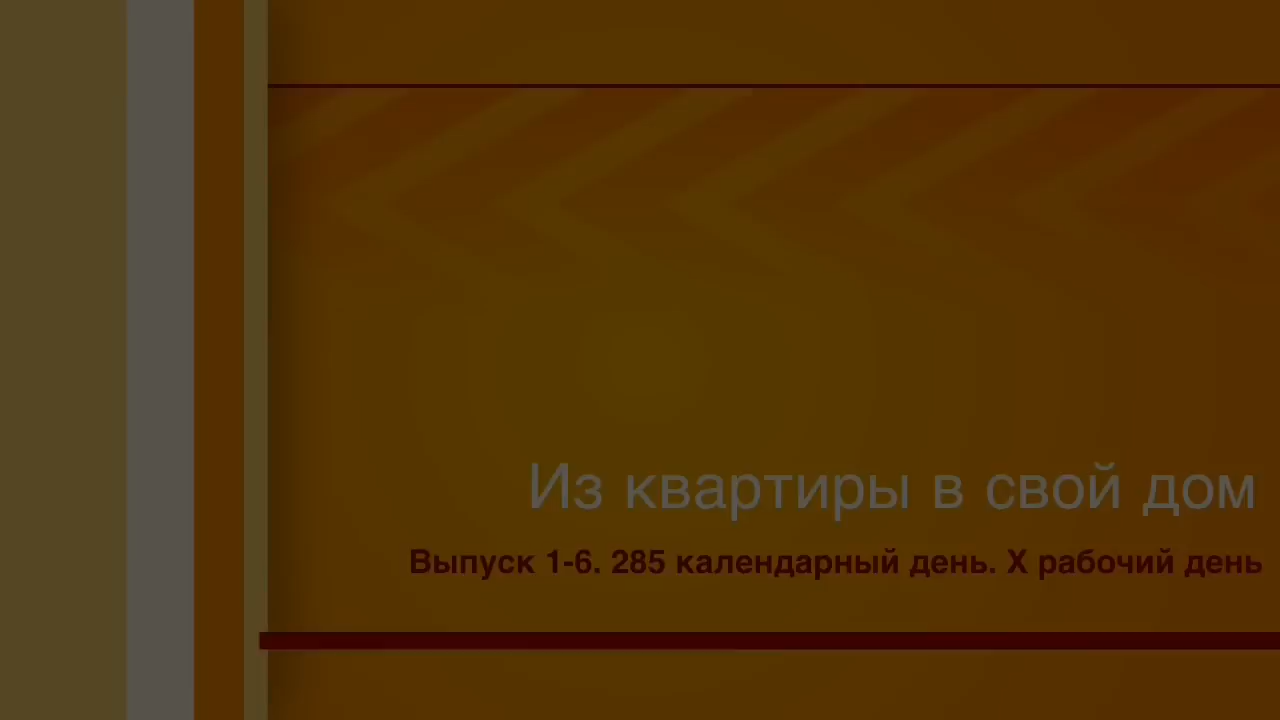 Из квартиры в свой дом
Выпуск 1-6. 285 календарный день. Х рабочий день